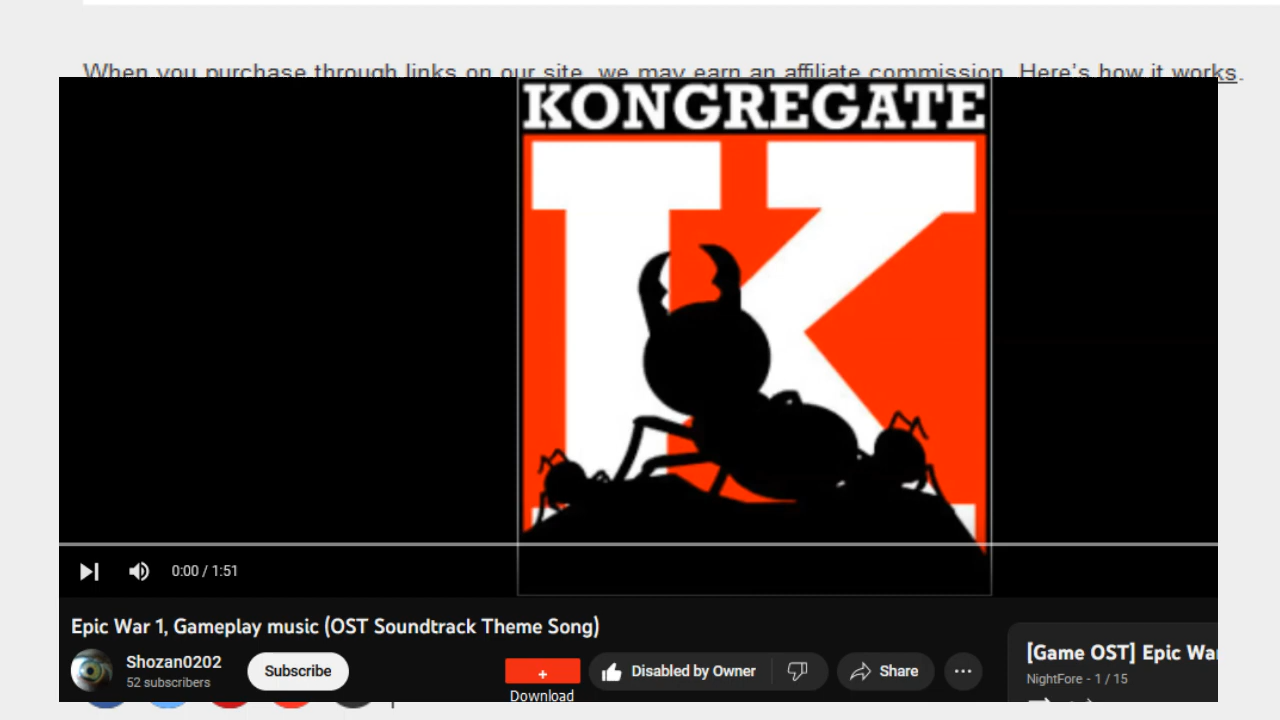 When you purchase through links on our site, we may earn an affiliate commission. Here's how it works.
KONGREGATE
K
0:00 / 1:51
Epic War 1, Gameplay music (OST Soundtrack Theme Song)
Shozan0202
52 subscribers
Subscribe
+
Download
Disabled by Owner
Share
[Game OST] Epic War
NightFore - 1 / 15